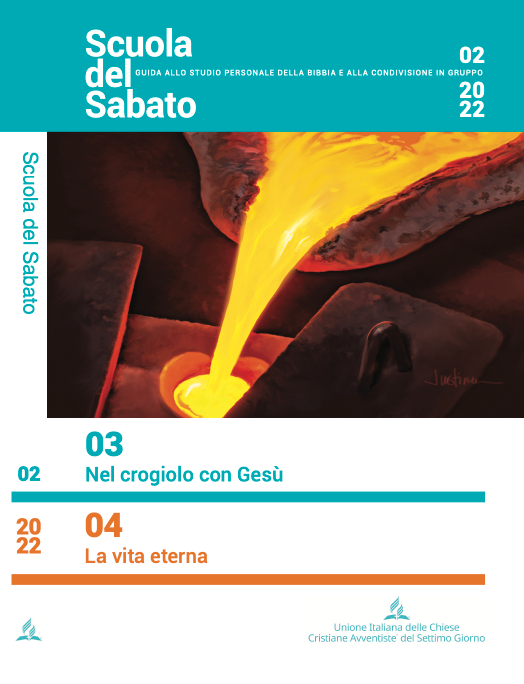 Scuola
del
Sabato
GUIDA ALLO STUDIO PERSONALE DELLA BIBBIA E ALLA CONDIVISIONE IN GRUPPO
02
20
22
Scuola del Sabato
03
Nel crogiolo con Gesù
02
20
22
04
La vita eterna
Unione Italiana delle Chiese
Cristiane Avventiste del Settimo Giorno